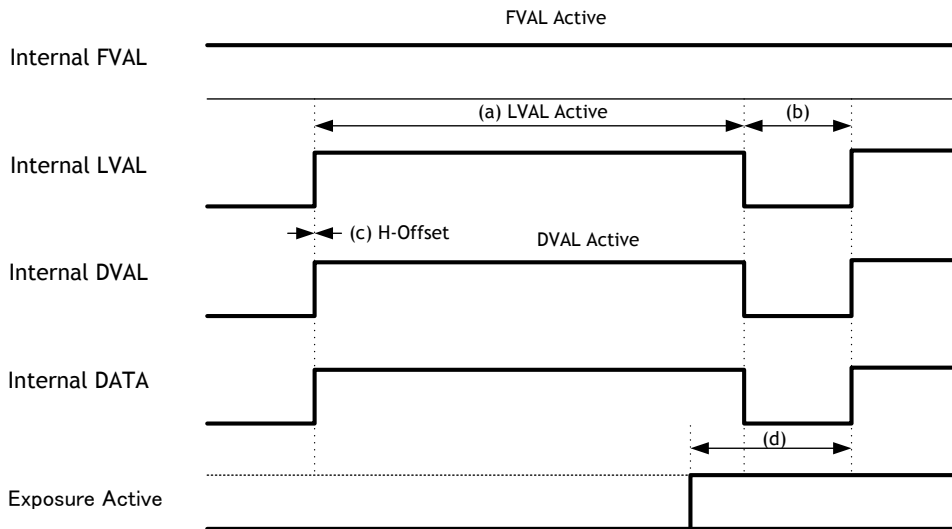 FVAL Active
Internal FVAL
(a) LVAL Active
(b)
Internal LVAL
(c) H-Offset
DVAL Active
Internal DVAL
Internal DATA
(d)
Exposure Active